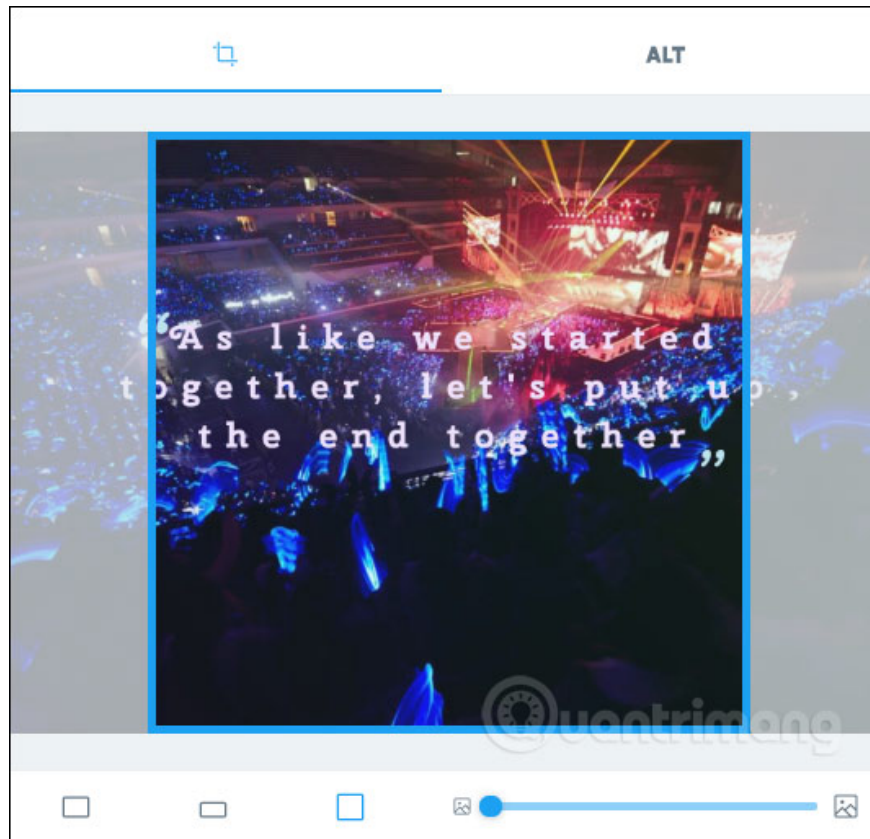 ALT
“As like we started
together, let's put up,
the end together”
Quantrimang